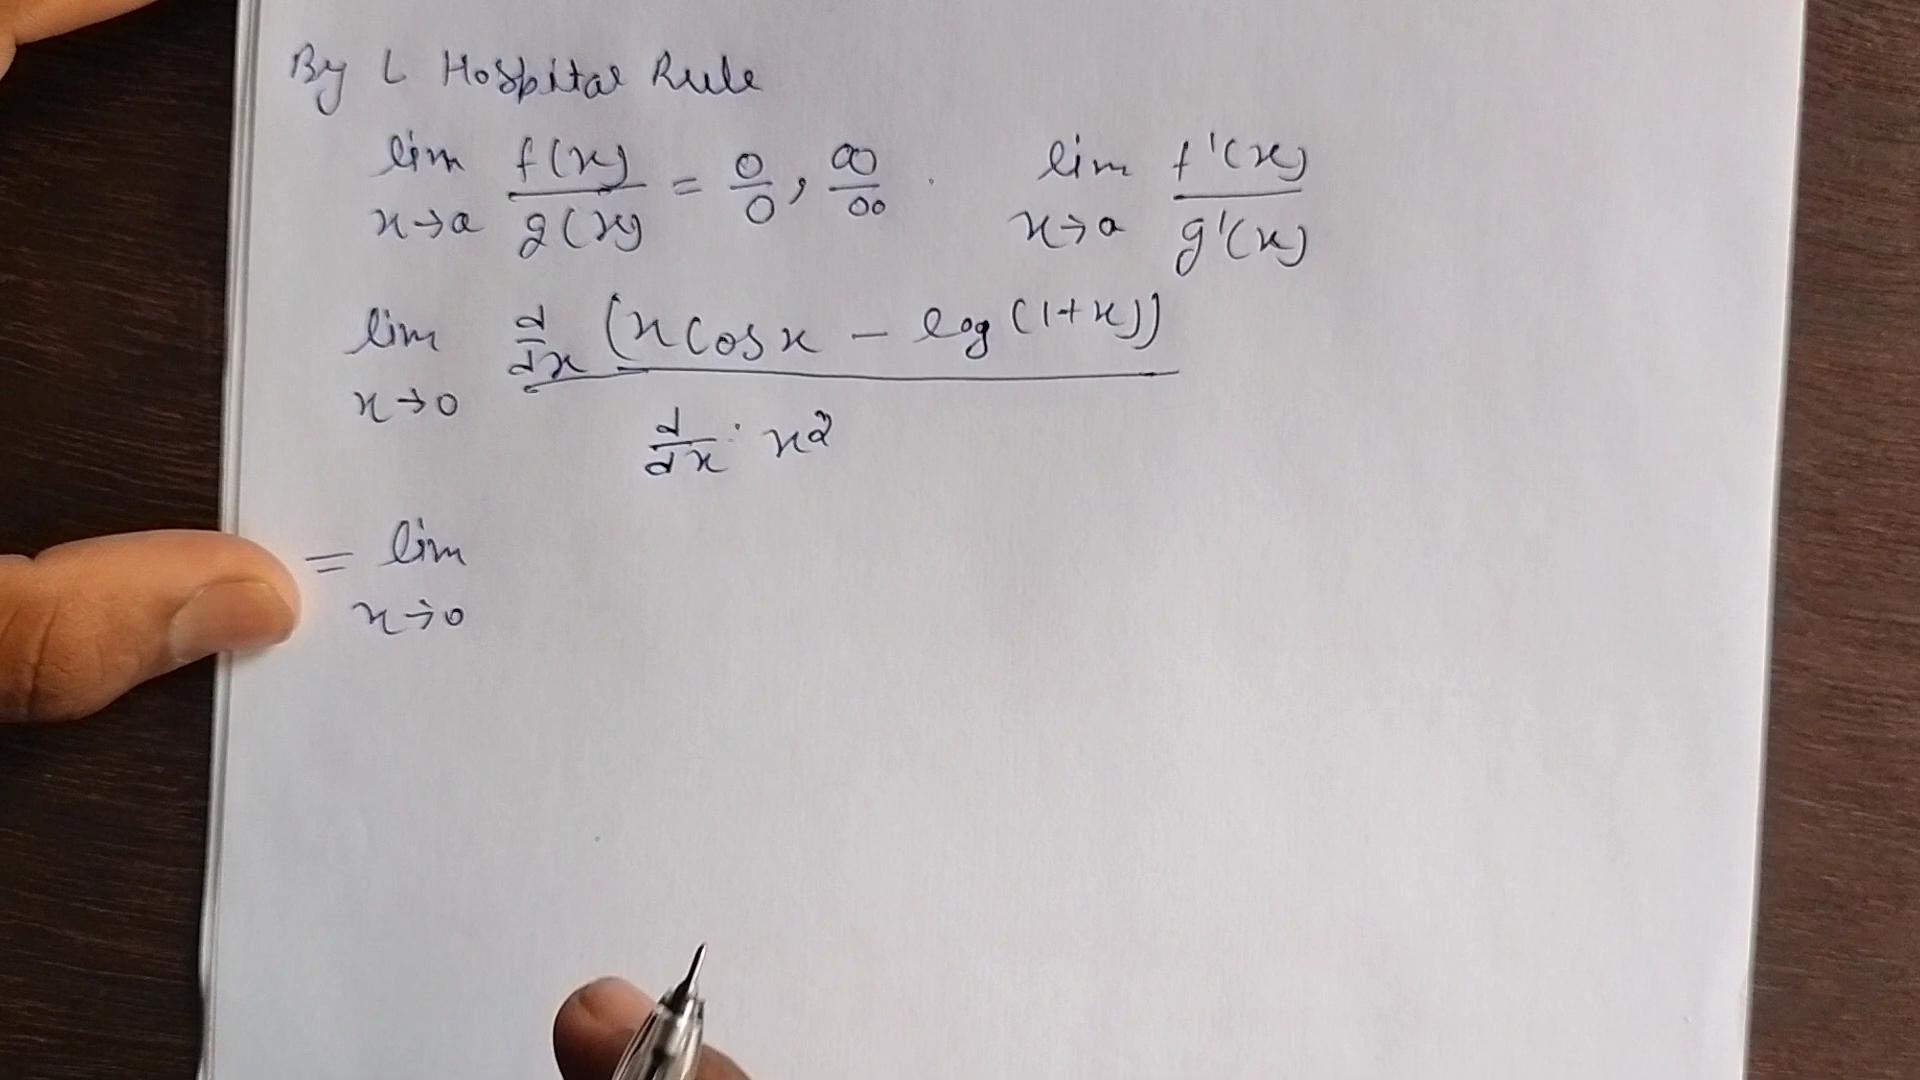 By L Hospital Rule
lim x→a f(x)/g(x) = 0/0, ∞/∞. lim x→a f'(x)/g'(x)
lim x→0 d/dx (x cos x − log(1+x)) / d/dx · x²
= lim x→0